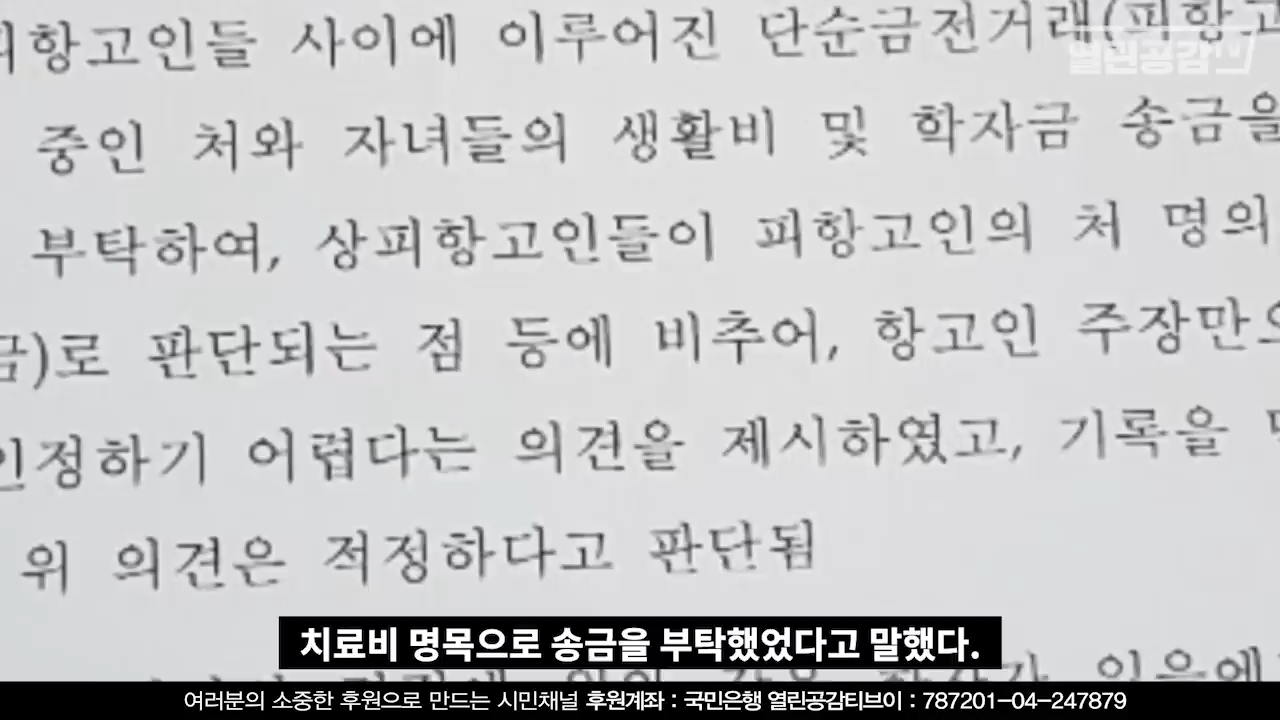 피항고인들 사이에 이루어진 단순금전거래(피항고
열린공감TV
중인 처와 자녀들의 생활비 및 학자금 송금을
부탁하여, 상피항고인들이 피항고인의 처 명의
금)로 판단되는 점 등에 비추어, 항고인 주장만으
인정하기 어렵다는 의견을 제시하였고, 기록을
위 의견은 적정하다고 판단됨
치료비 명목으로 송금을 부탁했었다고 말했다.
여러분의 소중한 후원으로 만드는 시민채널 후원계좌 : 국민은행 열린공감티브이 : 787201-04-247879